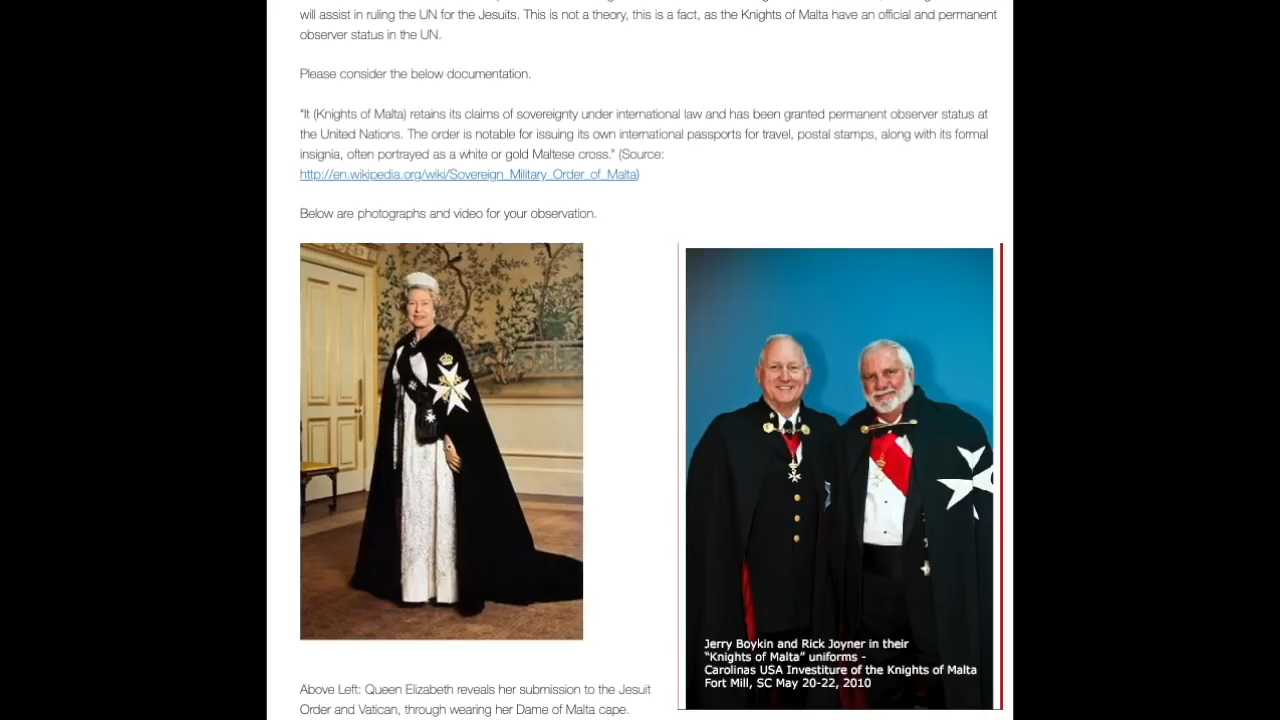 will assist in ruling the UN for the Jesuits. This is not a theory, this is a fact, as the Knights of Malta have an official and permanent
observer status in the UN.
Please consider the below documentation.
"It (Knights of Malta) retains its claims of sovereignty under international law and has been granted permanent observer status at
the United Nations. The order is notable for issuing its own international passports for travel, postal stamps, along with its formal
insignia, often portrayed as a white or gold Maltese cross." (Source:
http://en.wikipedia.org/wiki/Sovereign_Military_Order_of_Malta)
Below are photographs and video for your observation.
Jerry Boykin and Rick Joyner in their
"Knights of Malta" uniforms -
Carolinas USA Investiture of the Knights of Malta
Fort Mill, SC May 20-22, 2010
Above Left: Queen Elizabeth reveals her submission to the Jesuit
Order and Vatican, through wearing her Dame of Malta cape.